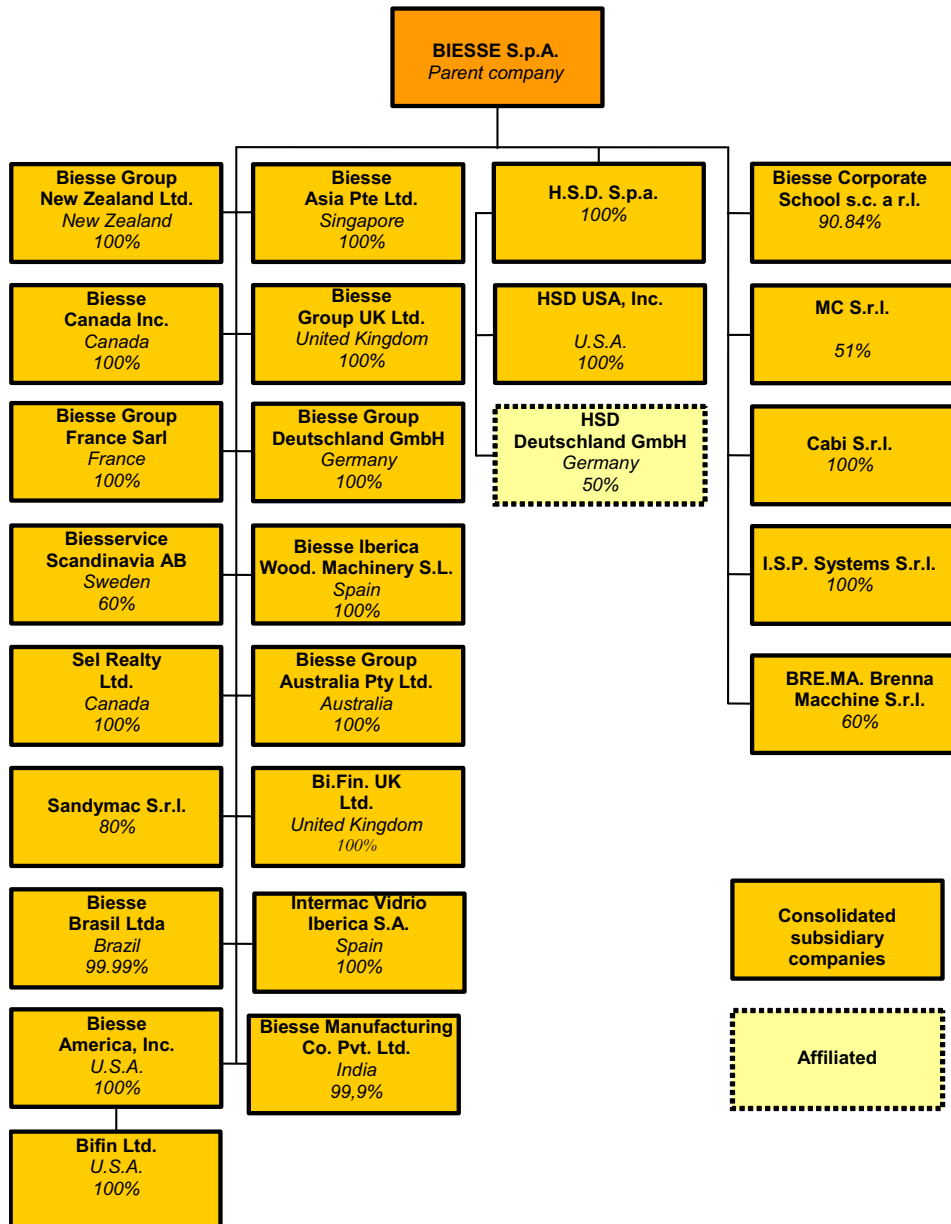 BIESSE S.p.A.
Parent company
Biesse Group
New Zealand Ltd.
New Zealand
100%
Biesse
Asia Pte Ltd.
Singapore
100%
H.S.D. S.p.a.
100%
Biesse Corporate
School s.c. a r.l.
90.84%
Biesse
Canada Inc.
Canada
100%
Biesse
Group UK Ltd.
United Kingdom
100%
HSD USA, Inc.
U.S.A.
100%
MC S.r.l.
51%
Biesse Group
France Sarl
France
100%
Biesse Group
Deutschland GmbH
Germany
100%
HSD
Deutschland GmbH
Germany
50%
Cabi S.r.l.
100%
Biesservice
Scandinavia AB
Sweden
60%
Biesse Iberica
Wood. Machinery S.L.
Spain
100%
I.S.P. Systems S.r.l.
100%
Sel Realty
Ltd.
Canada
100%
Biesse Group
Australia Pty Ltd.
Australia
100%
BRE.MA. Brenna
Macchine S.r.l.
60%
Sandymac S.r.l.
80%
Bi.Fin. UK
Ltd.
United Kingdom
100%
Biesse
Brasil Ltda
Brazil
99.99%
Intermac Vidrio
Iberica S.A.
Spain
100%
Consolidated
subsidiary
companies
Biesse
America, Inc.
U.S.A.
100%
Biesse Manufacturing
Co. Pvt. Ltd.
India
99,9%
Affiliated
Bifin Ltd.
U.S.A.
100%